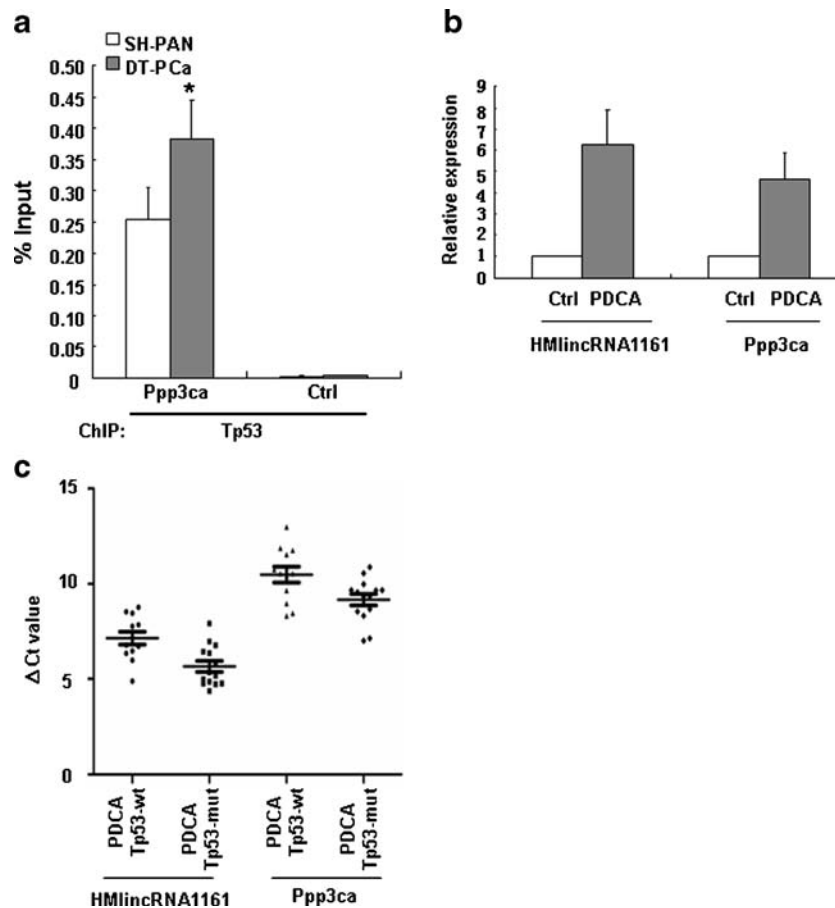 a
SH-PAN
DT-PCa
*
0.50
0.45
0.40
0.35
0.30
0.25
0.20
0.15
0.10
0.05
0
% Input
Ppp3ca Ctrl
ChIP: Tp53
b
9
8
7
6
5
4
3
2
1
0
Relative expression
Ctrl PDCA Ctrl PDCA
HMlincRNA1161 Ppp3ca
c
15
10
5
0
Δ Ct value
PDCA Tp53-wt
PDCA Tp53-mut
PDCA Tp53-wt
PDCA Tp53-mut
HMlincRNA1161 Ppp3ca